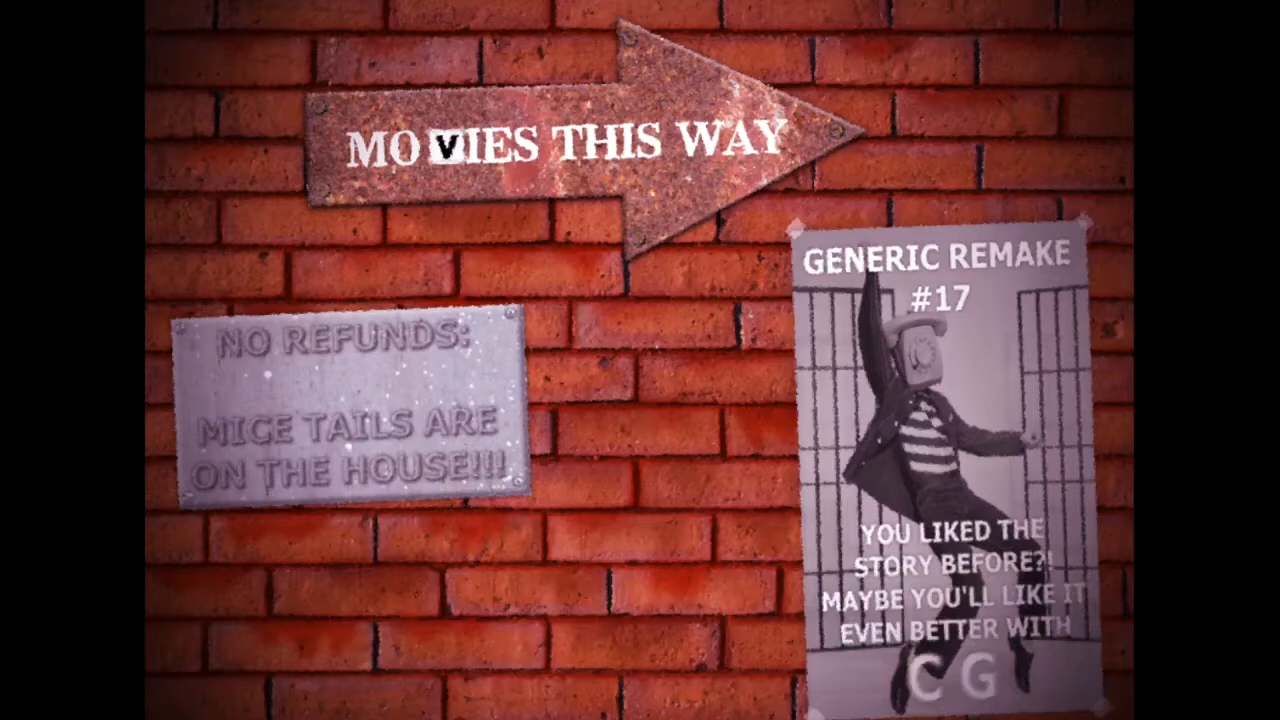 MOVIES THIS WAY
GENERIC REMAKE
#17
NO REFUNDS:
MICE TAILS ARE
ON THE HOUSE!!!
YOU LIKED THE
STORY BEFORE?!
MAYBE YOU'LL LIKE IT
EVEN BETTER WITH
CG